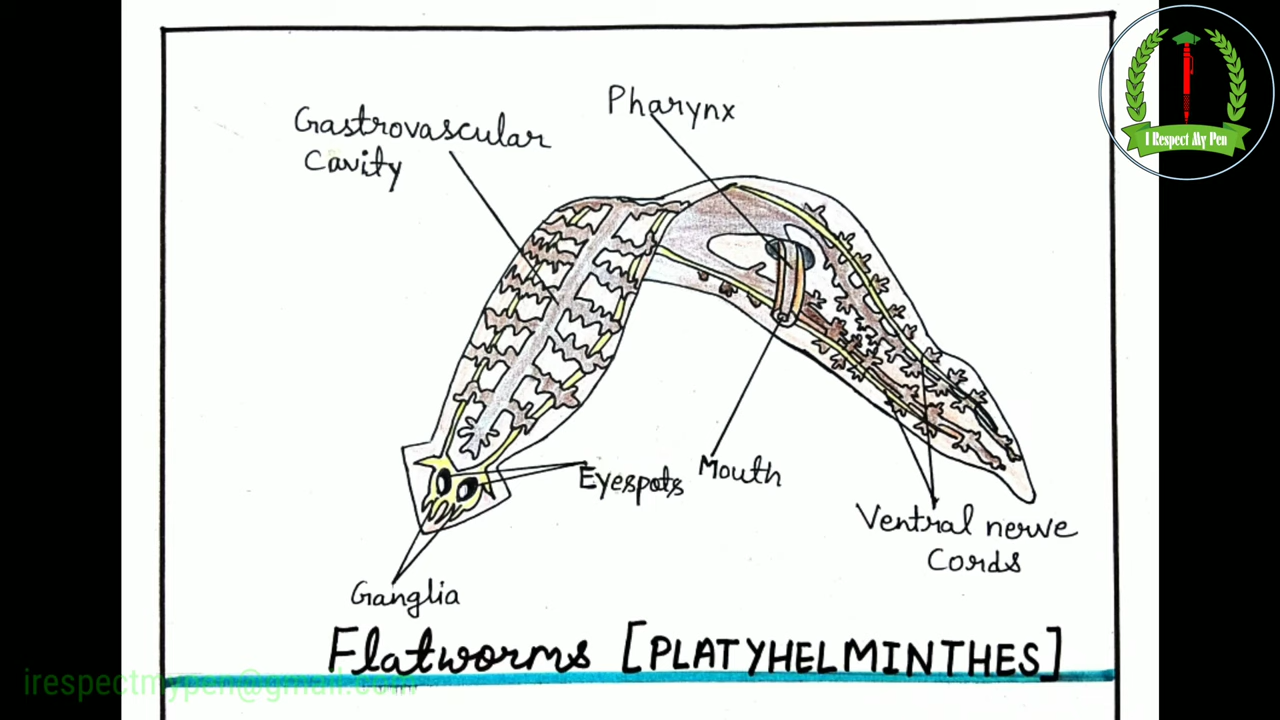 I Respect My Pen
Pharynx
Gastrovascular
Cavity
Eyespots
Mouth
Ventral nerve
Cords
Ganglia
Flatworms [PLATYHELMINTHES]
irespectmypen@gmail.com